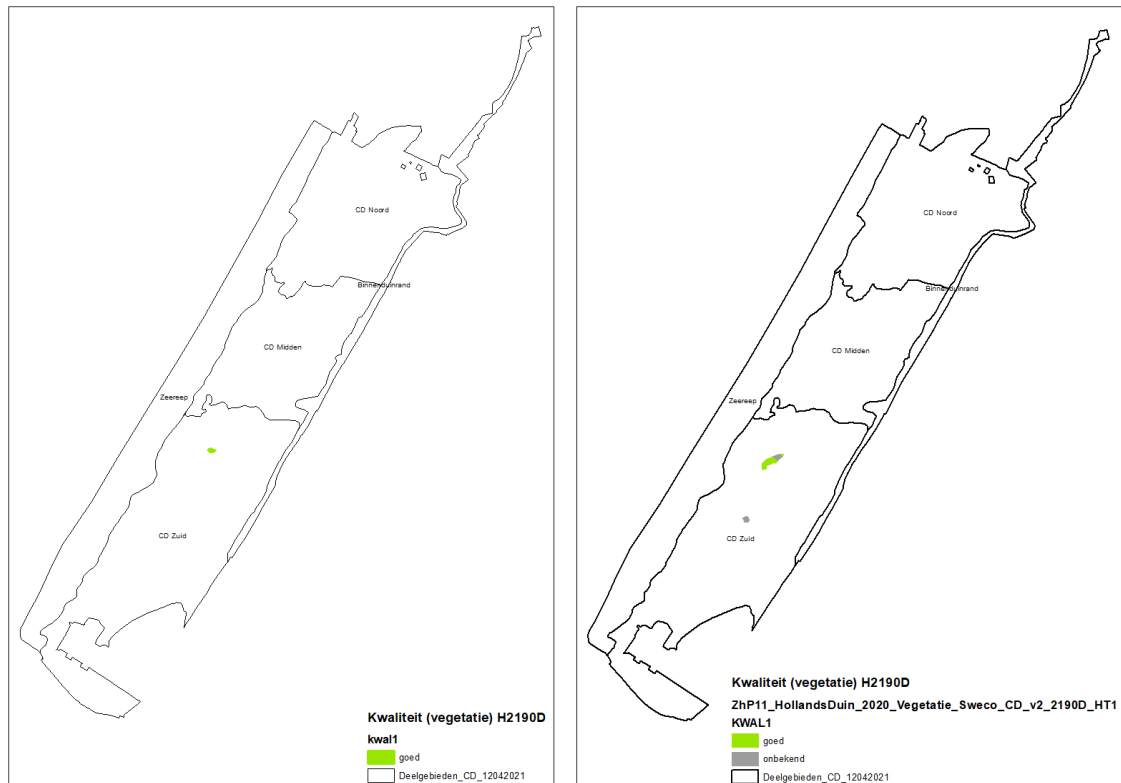 CD Noord
Binnenduinrand
CD Midden
Zeereep
CD Zuid
Kwaliteit (vegetatie) H2190D
kwal1
goed
Deelgebieden_CD_12042021
CD Noord
Binnenduinrand
CD Midden
Zeereep
CD Zuid
Kwaliteit (vegetatie) H2190D
ZhP11_HollandsDuin_2020_Vegetatie_Sweco_CD_v2_2190D_HT1
KWAL1
goed
onbekend
Deelgebieden_CD_12042021